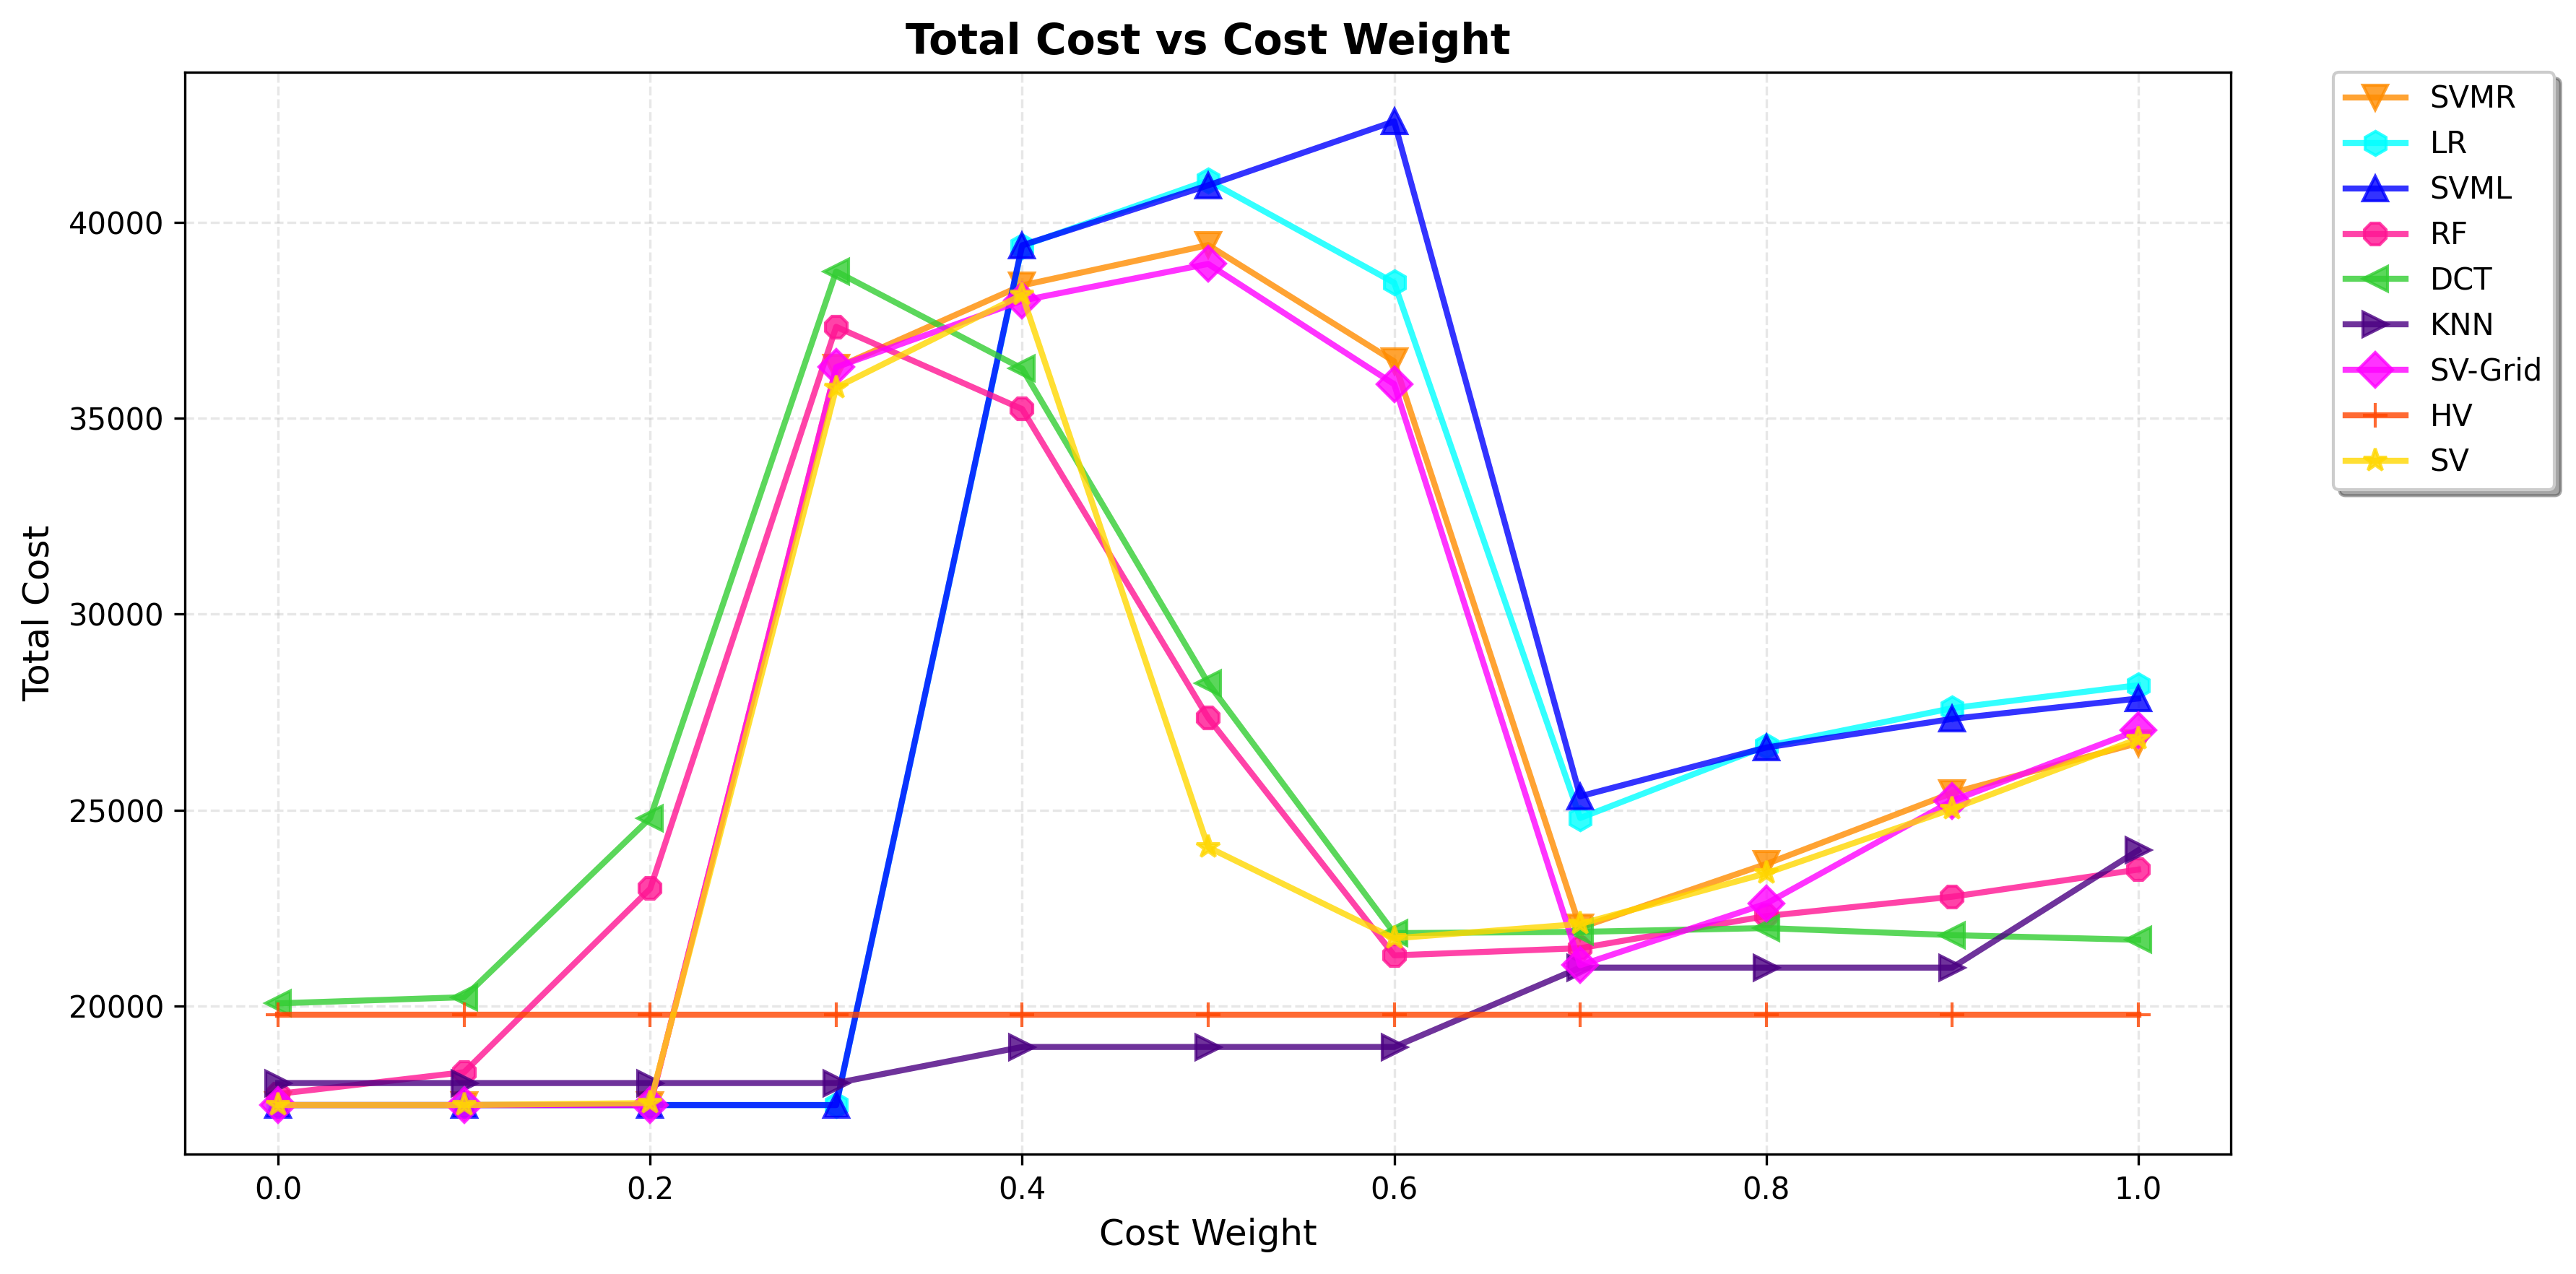 Total Cost vs Cost Weight
Total Cost
40000
35000
30000
25000
20000
0.0
0.2
0.4
0.6
0.8
1.0
Cost Weight
SVMR
LR
SVML
RF
DCT
KNN
SV-Grid
HV
SV